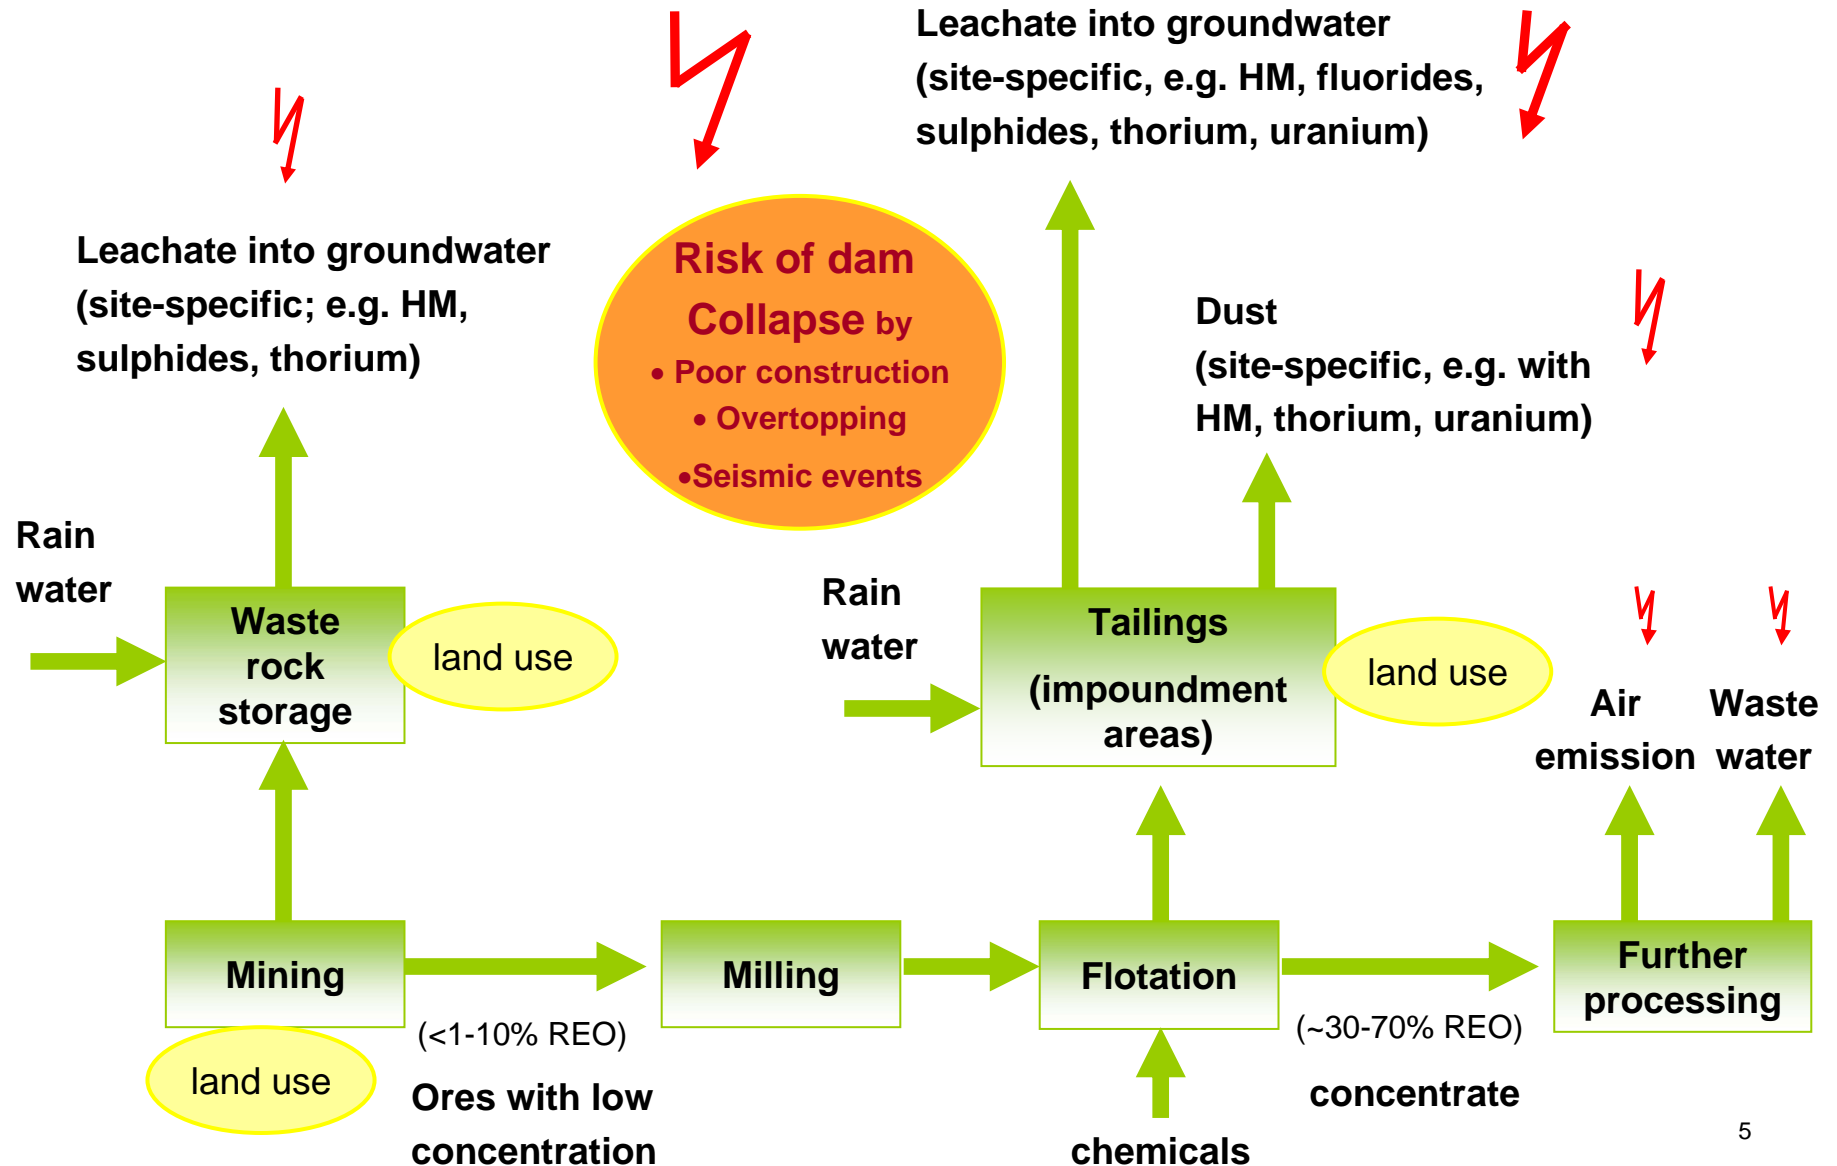 Leachate into groundwater
(site-specific, e.g. HM, fluorides,
sulphides, thorium, uranium)
Leachate into groundwater
(site-specific; e.g. HM,
sulphides, thorium)
Risk of dam
Collapse by
• Poor construction
• Overtopping
•Seismic events
Dust
(site-specific, e.g. with
HM, thorium, uranium)
Rain
water
Waste
rock
storage
land use
Rain
water
Tailings
(impoundment
areas)
land use
Air
emission
Waste
water
Mining
land use
(<1-10% REO)
Ores with low
concentration
Milling
Flotation
chemicals
(~30-70% REO)
concentrate
Further
processing
5